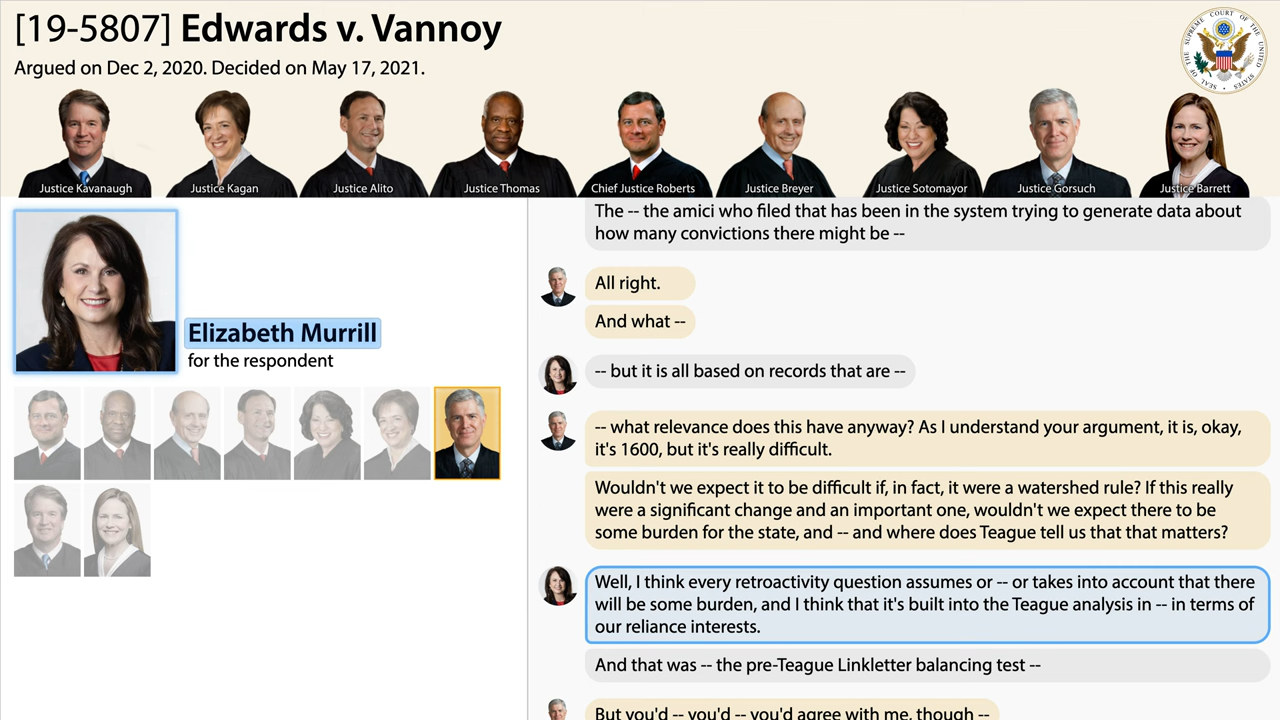 [19-5807] Edwards v. Vannoy
Argued on Dec 2, 2020. Decided on May 17, 2021.
SEAL OF THE SUPREME COURT OF THE UNITED STATES
Justice Kavanaugh
Justice Kagan
Justice Alito
Justice Thomas
Chief Justice Roberts
Justice Breyer
Justice Sotomayor
Justice Gorsuch
Justice Barrett
Elizabeth Murrill
for the respondent
The -- the amici who filed that has been in the system trying to generate data about
how many convictions there might be --
All right.
And what --
-- but it is all based on records that are --
-- what relevance does this have anyway? As I understand your argument, it is, okay,
it's 1600, but it's really difficult.
Wouldn't we expect it to be difficult if, in fact, it were a watershed rule? If this really
were a significant change and an important one, wouldn't we expect there to be
some burden for the state, and -- and where does Teague tell us that that matters?
Well, I think every retroactivity question assumes or -- or takes into account that there
will be some burden, and I think that it's built into the Teague analysis in -- in terms of
our reliance interests.
And that was -- the pre-Teague Linkletter balancing test --
But you'd -- you'd -- you'd agree with me, though --